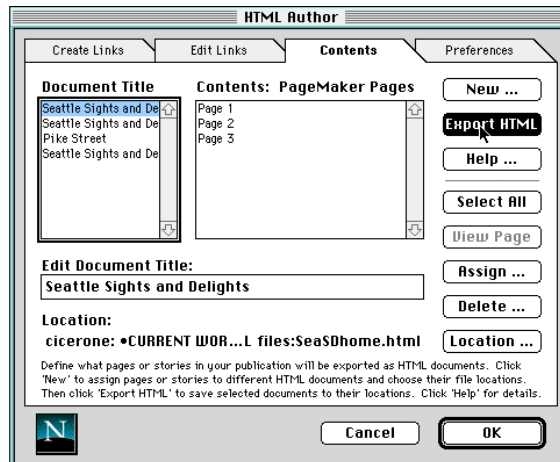 HTML Author
Create Links Edit Links Contents Preferences
Document Title
Seattle Sights and De
Seattle Sights and De
Pike Street
Seattle Sights and De
Contents: PageMaker Pages
Page 1
Page 2
Page 3
New ...
Export HTML
Help ...
Select All
View Page
Assign ...
Delete ...
Location ...
Edit Document Title:
Seattle Sights and Delights
Location:
cicerone: •CURRENT WOR...L files:SeaSDhome.html
Define what pages or stories in your publication will be exported as HTML documents. Click
'New' to assign pages or stories to different HTML documents and choose their file locations.
Then click 'Export HTML' to save selected documents to their locations. Click 'Help' for details.
N
Cancel
OK